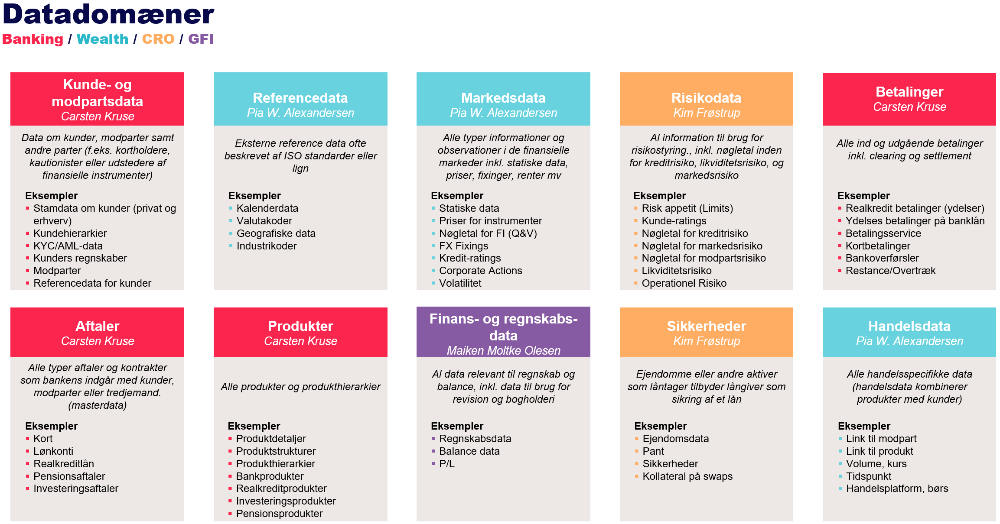 Datadomæner
Banking / Wealth / CRO / GFI
Kunde- og
modpartsdata
Carsten Kruse
Data om kunder, modparter samt
andre parter (f.eks. kortholdere,
kautionister eller udstedere af
finansielle instrumenter)
Eksempler
▪ Stamdata om kunder (privat og
erhverv)
▪ Kundehierarkier
▪ KYC/AML-data
▪ Kunders regnskaber
▪ Modparter
▪ Referencedata for kunder
Referencedata
Pia W. Alexandersen
Eksterne reference data ofte
beskrevet af ISO standarder eller
lign
Eksempler
▪ Kalenderdata
▪ Valutakoder
▪ Geografiske data
▪ Industrikoder
Markedsdata
Pia W. Alexandersen
Alle typer informationer og
observationer i de finansielle
markeder inkl. statiske data,
priser, fixinger, renter mv
Eksempler
▪ Statiske data
▪ Priser for instrumenter
▪ Nøgletal for FI (Q&V)
▪ FX Fixings
▪ Kredit-ratings
▪ Corporate Actions
▪ Volatilitet
Risikodata
Kim Frøstrup
Al information til brug for
risikostyring., inkl. nøgletal inden
for kreditrisiko, likviditetsrisiko, og
markedsrisiko
Eksempler
▪ Risk appetit (Limits)
▪ Kunde-ratings
▪ Nøgletal for kreditrisiko
▪ Nøgletal for markedsrisiko
▪ Nøgletal for modpartsrisiko
▪ Likviditetsrisiko
▪ Operationel Risiko
Betalinger
Carsten Kruse
Alle ind og udgående betalinger
inkl. clearing og settlement
Eksempler
▪ Realkredit betalinger (ydelser)
▪ Ydelses betalinger på banklån
▪ Betalingsservice
▪ Kortbetalinger
▪ Bankoverførsler
▪ Restance/Overtræk
Aftaler
Carsten Kruse
Alle typer aftaler og kontrakter
som bankens indgår med kunder,
modparter eller tredjemand.
(masterdata)
Eksempler
▪ Kort
▪ Lønkonti
▪ Realkreditlån
▪ Pensionsaftaler
▪ Investeringsaftaler
Produkter
Carsten Kruse
Alle produkter og produkthierarkier
Eksempler
▪ Produktdetaljer
▪ Produktstrukturer
▪ Produkthierarkier
▪ Bankprodukter
▪ Realkreditprodukter
▪ Investeringsprodukter
▪ Pensionsprodukter
Finans- og regnskabs-
data
Maiken Moltke Olesen
Al data relevant til regnskab og
balance, inkl. data til brug for
revision og bogholderi
Eksempler
▪ Regnskabsdata
▪ Balance data
▪ P/L
Sikkerheder
Kim Frøstrup
Ejendomme eller andre aktiver
som låntager tilbyder långiver som
sikring af et lån
Eksempler
▪ Ejendomsdata
▪ Pant
▪ Sikkerheder
▪ Kollateral på swaps
Handelsdata
Pia W. Alexandersen
Alle handelsspecifikke data
(handelsdata kombinerer
produkter med kunder)
Eksempler
▪ Link til modpart
▪ Link til produkt
▪ Volume, kurs
▪ Tidspunkt
▪ Handelsplatform, børs